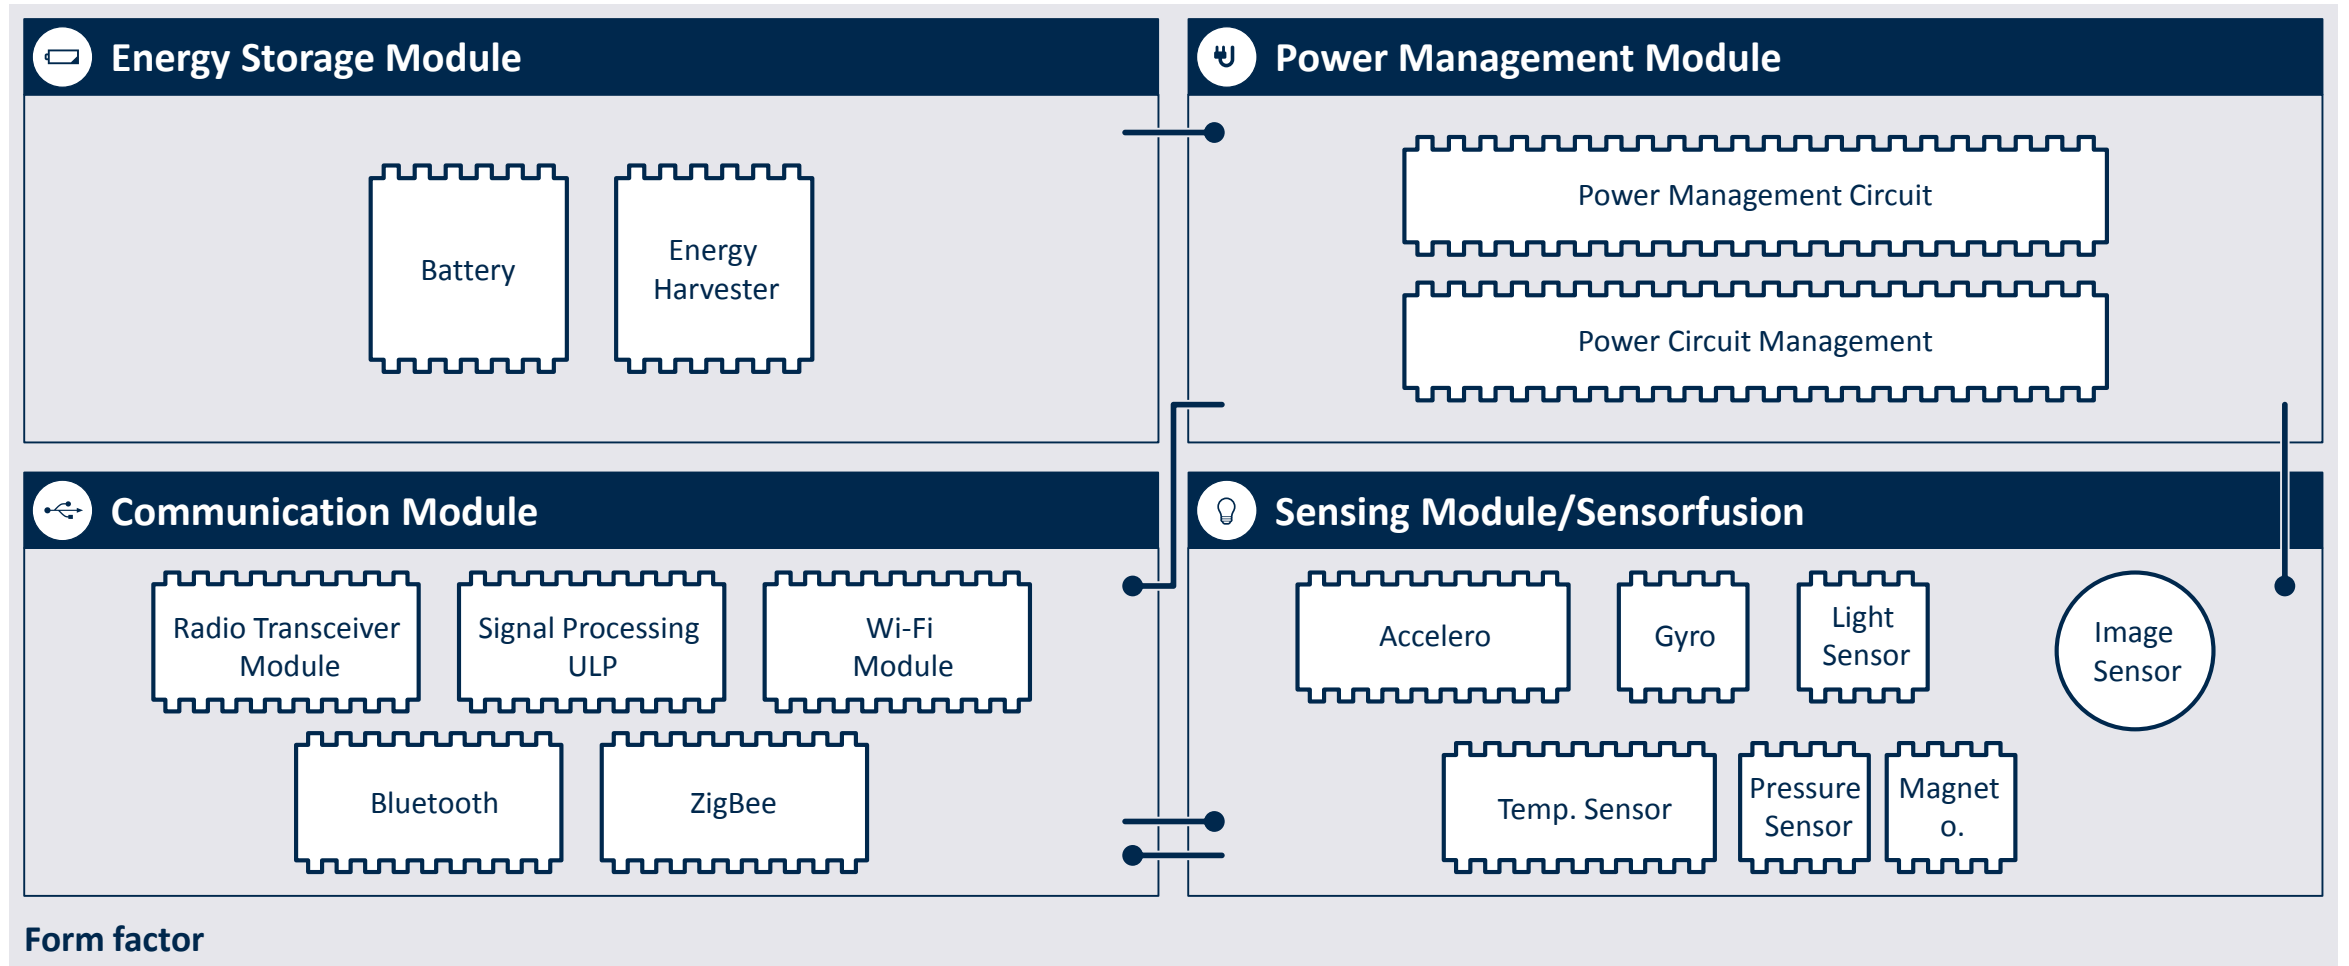 Energy Storage Module
Power Management Module
Battery
Energy
Harvester
Power Management Circuit
Power Circuit Management
Communication Module
Sensing Module/Sensorfusion
Radio Transceiver
Module
Signal Processing
ULP
Wi-Fi
Module
Bluetooth
ZigBee
Accelero
Gyro
Light
Sensor
Image
Sensor
Temp. Sensor
Pressure
Sensor
Magnet
o.
Form factor